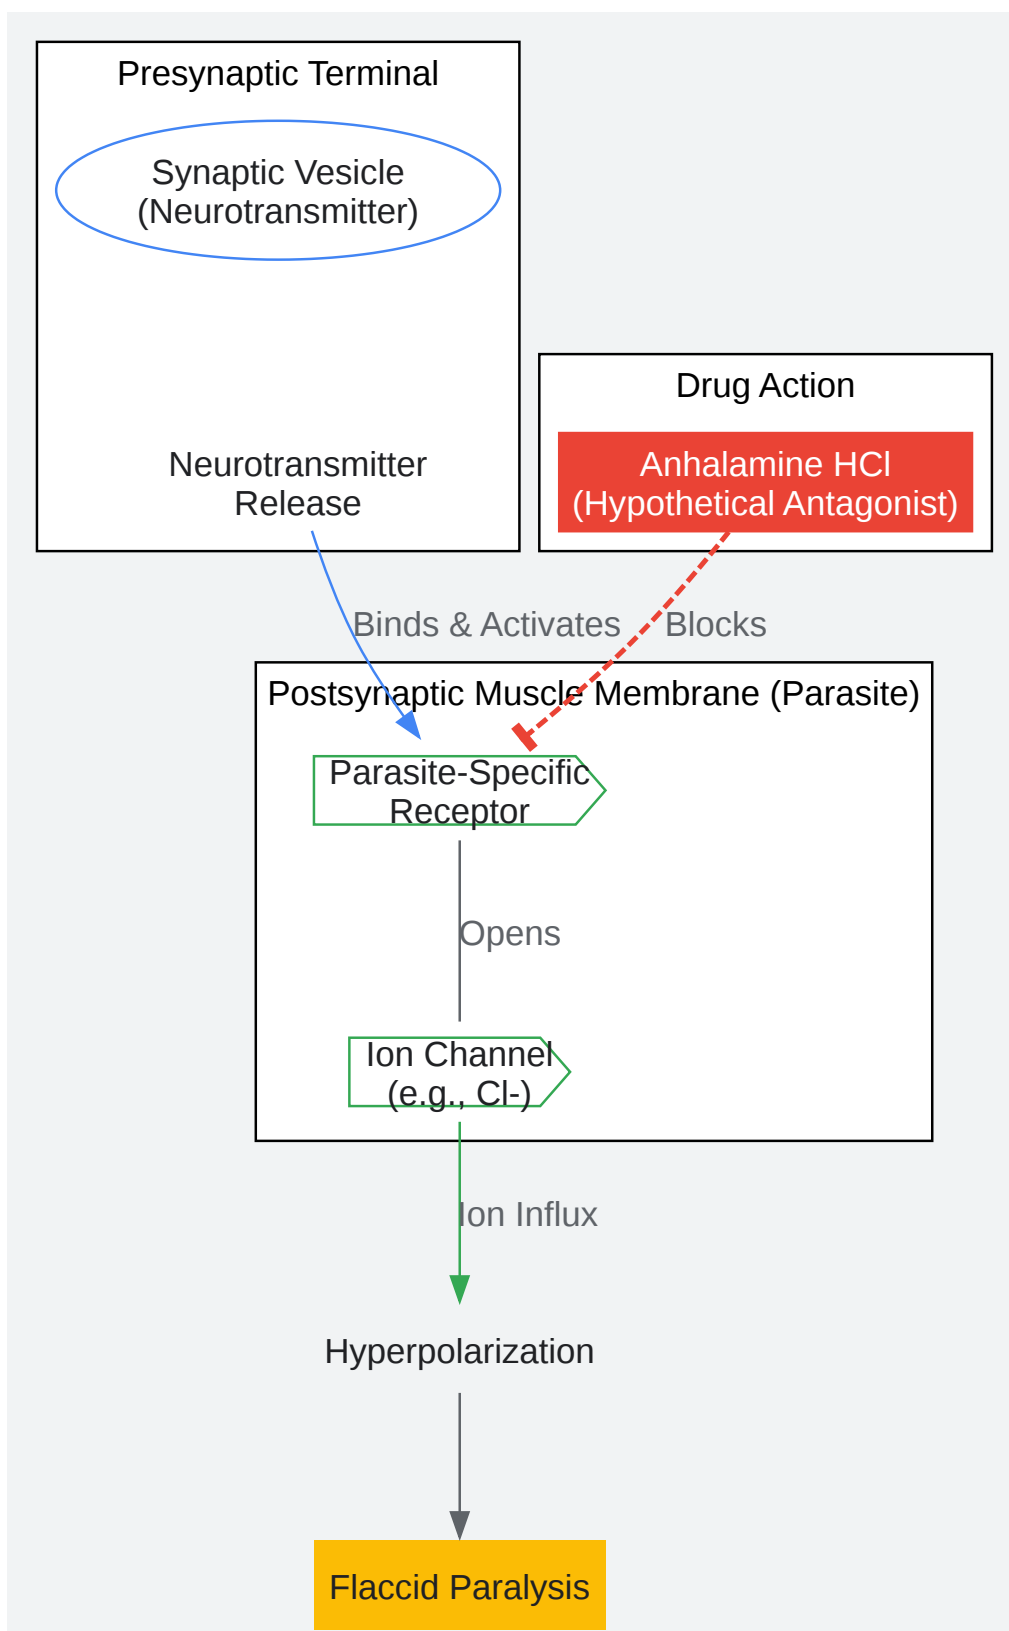 Presynaptic Terminal
Synaptic Vesicle
(Neurotransmitter)
Neurotransmitter
Release
Drug Action
Anhalamine HCl
(Hypothetical Antagonist)
Binds & Activates
Blocks
Postsynaptic Muscle Membrane (Parasite)
Parasite-Specific
Receptor
Opens
Ion Channel
(e.g., Cl-)
Ion Influx
Hyperpolarization
Flaccid Paralysis